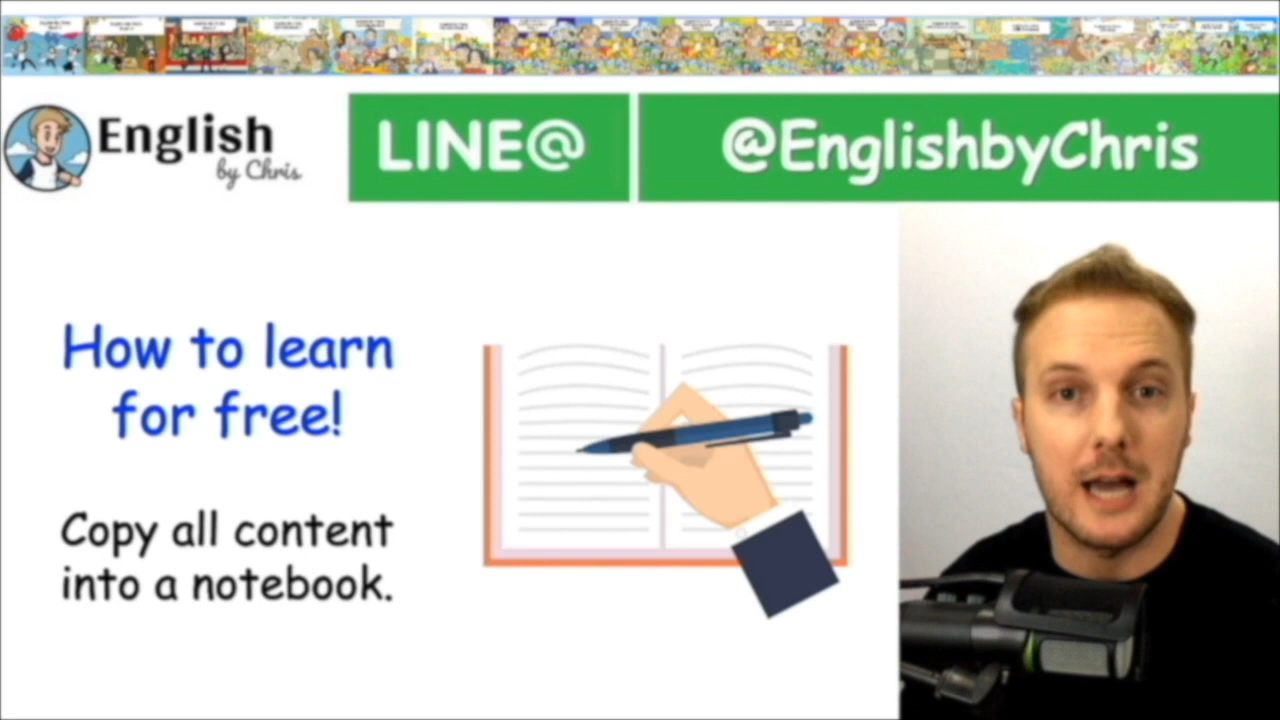 English
by Chris
LINE@
@EnglishbyChris
How to learn
for free!
Copy all content
into a notebook.